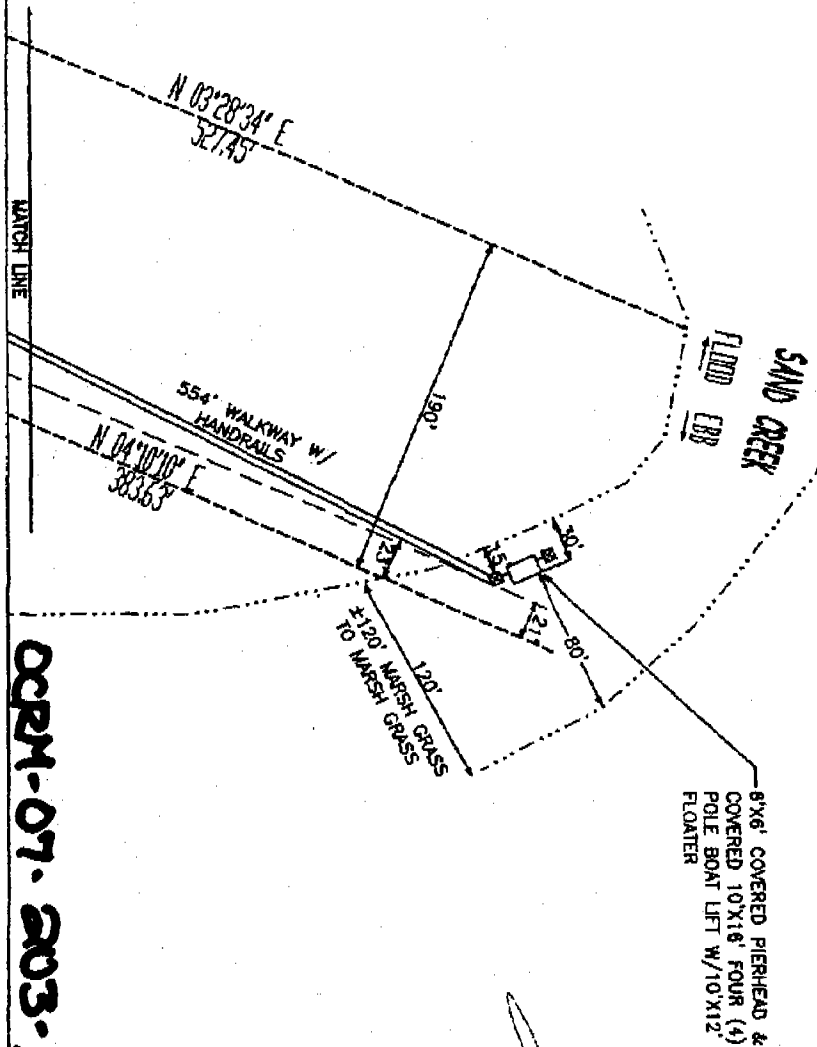 SAND CREEK
FLOOD EBB
N 03°28'34" E
527.45'
MATCH LINE
190'
554' WALKWAY W/
HANDRAILS
N 04°10'10" E
383.63'
23'
15'
30'
80'
21'
120'
±120' MARSH GRASS
TO MARSH GRASS
8'X6' COVERED PIERHEAD &
COVERED 10'X16' FOUR (4)
POLE BOAT LIFT W/10'X12'
FLOATER
OCRM-07-203-